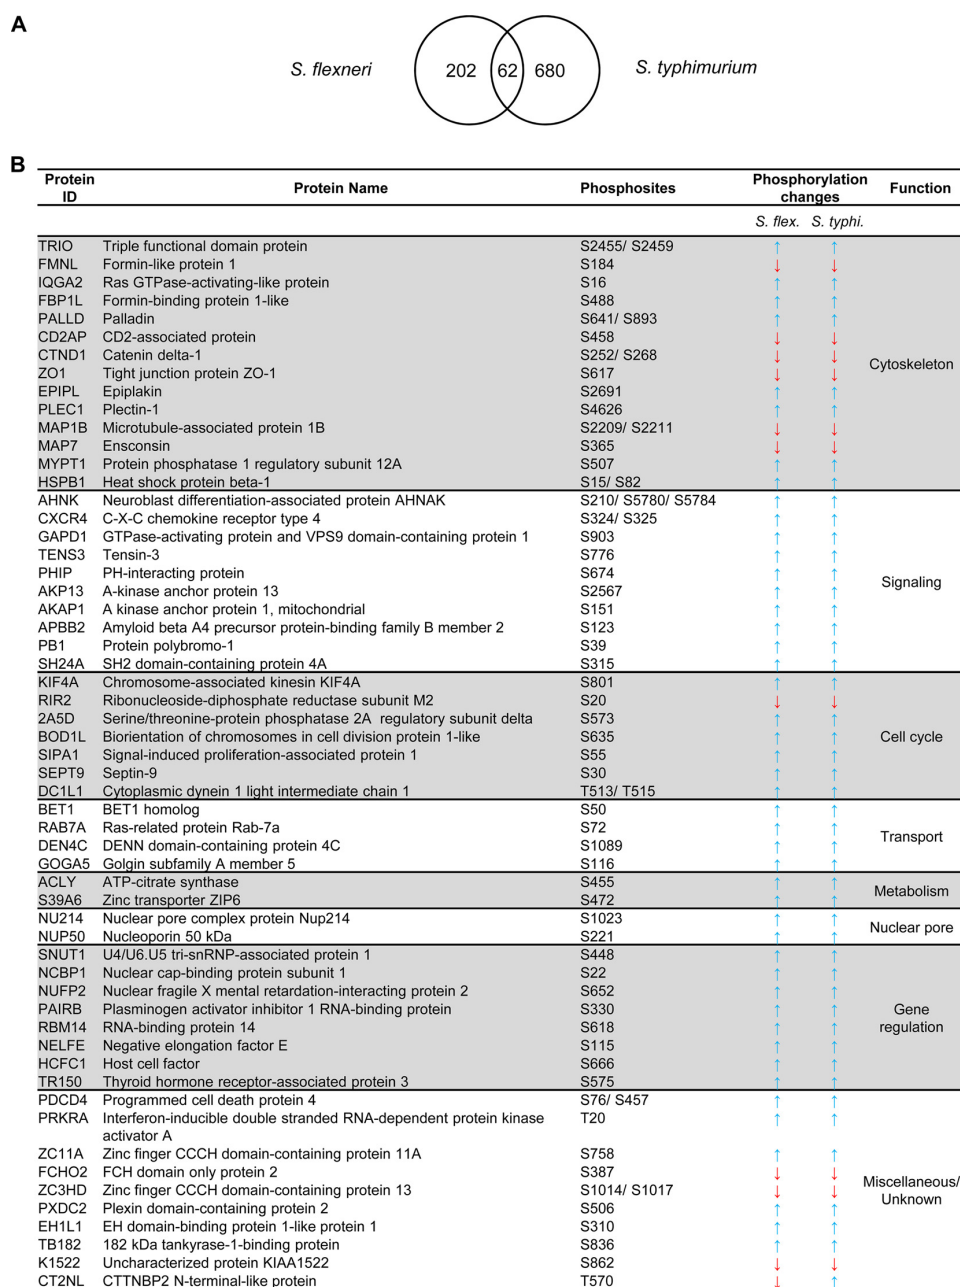 A
S. flexneri 202 62 680 S. typhimurium
B
Protein ID Protein Name Phosphosites Phosphorylation changes Function
S. flex. S. typhi.
TRIO Triple functional domain protein S2455/ S2459 ↑ ↑
FMNL Formin-like protein 1 S184 ↓ ↓
IQGA2 Ras GTPase-activating-like protein S16 ↑ ↑
FBP1L Formin-binding protein 1-like S488 ↑ ↑
PALLD Palladin S641/ S893 ↑ ↑
CD2AP CD2-associated protein S458 ↓ ↓
CTND1 Catenin delta-1 S252/ S268 ↓ ↓
Cytoskeleton
ZO1 Tight junction protein ZO-1 S617 ↓ ↓
EPIPL Epiplakin S2691 ↑ ↑
PLEC1 Plectin-1 S4626 ↑ ↑
MAP1B Microtubule-associated protein 1B S2209/ S2211 ↓ ↓
MAP7 Ensconsin S365 ↓ ↓
MYPT1 Protein phosphatase 1 regulatory subunit 12A S507 ↑ ↑
HSPB1 Heat shock protein beta-1 S15/ S82 ↑ ↑
AHNK Neuroblast differentiation-associated protein AHNAK S210/ S5780/ S5784 ↑ ↑
CXCR4 C-X-C chemokine receptor type 4 S324/ S325 ↑ ↑
GAPD1 GTPase-activating protein and VPS9 domain-containing protein 1 S903 ↑ ↑
TENS3 Tensin-3 S776 ↑ ↑
PHIP PH-interacting protein S674 ↑ ↑
Signaling
AKP13 A-kinase anchor protein 13 S2567 ↑ ↑
AKAP1 A kinase anchor protein 1, mitochondrial S151 ↑ ↑
APBB2 Amyloid beta A4 precursor protein-binding family B member 2 S123 ↑ ↑
PB1 Protein polybromo-1 S39 ↑ ↑
SH24A SH2 domain-containing protein 4A S315 ↑ ↑
KIF4A Chromosome-associated kinesin KIF4A S801 ↑ ↑
RIR2 Ribonucleoside-diphosphate reductase subunit M2 S20 ↓ ↓
2A5D Serine/threonine-protein phosphatase 2A regulatory subunit delta S573 ↑ ↑
BOD1L Biorientation of chromosomes in cell division protein 1-like S635 ↑ ↑ Cell cycle
SIPA1 Signal-induced proliferation-associated protein 1 S55 ↑ ↑
SEPT9 Septin-9 S30 ↑ ↑
DC1L1 Cytoplasmic dynein 1 light intermediate chain 1 T513/ T515 ↑ ↑
BET1 BET1 homolog S50 ↑ ↑
RAB7A Ras-related protein Rab-7a S72 ↑ ↑
Transport
DEN4C DENN domain-containing protein 4C S1089 ↑ ↑
GOGA5 Golgin subfamily A member 5 S116 ↑ ↑
ACLY ATP-citrate synthase S455 ↑ ↑
Metabolism
S39A6 Zinc transporter ZIP6 S472 ↑ ↑
NU214 Nuclear pore complex protein Nup214 S1023 ↑ ↑
Nuclear pore
NUP50 Nucleoporin 50 kDa S221 ↑ ↑
SNUT1 U4/U6.U5 tri-snRNP-associated protein 1 S448 ↑ ↑
NCBP1 Nuclear cap-binding protein subunit 1 S22 ↑ ↑
NUFP2 Nuclear fragile X mental retardation-interacting protein 2 S652 ↑ ↑
PAIRB Plasminogen activator inhibitor 1 RNA-binding protein S330 ↑ ↑ Gene
RBM14 RNA-binding protein 14 S618 ↑ ↑ regulation
NELFE Negative elongation factor E S115 ↑ ↑
HCFC1 Host cell factor S666 ↑ ↑
TR150 Thyroid hormone receptor-associated protein 3 S575 ↑ ↑
PDCD4 Programmed cell death protein 4 S76/ S457 ↑ ↑
PRKRA Interferon-inducible double stranded RNA-dependent protein kinase T20 ↑ ↑
activator A
ZC11A Zinc finger CCCH domain-containing protein 11A S758 ↑ ↑
FCHO2 FCH domain only protein 2 S387 ↓ ↓ Miscellaneous/
ZC3HD Zinc finger CCCH domain-containing protein 13 S1014/ S1017 ↓ ↓ Unknown
PXDC2 Plexin domain-containing protein 2 S506 ↑ ↑
EH1L1 EH domain-binding protein 1-like protein 1 S310 ↑ ↑
TB182 182 kDa tankyrase-1-binding protein S836 ↑ ↑
K1522 Uncharacterized protein KIAA1522 S862 ↓ ↓
CT2NL CTTNBP2 N-terminal-like protein T570 ↓ ↑